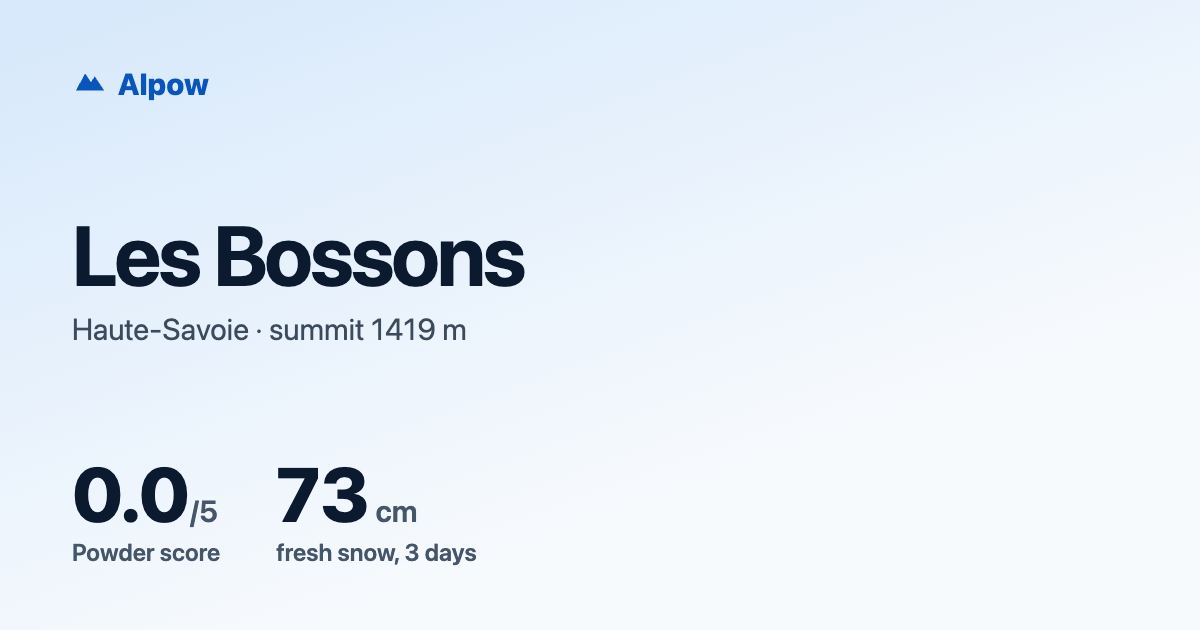 Alpow
Les Bossons
Haute-Savoie · summit 1419 m
0.0/5 73 cm
Powder score fresh snow, 3 days